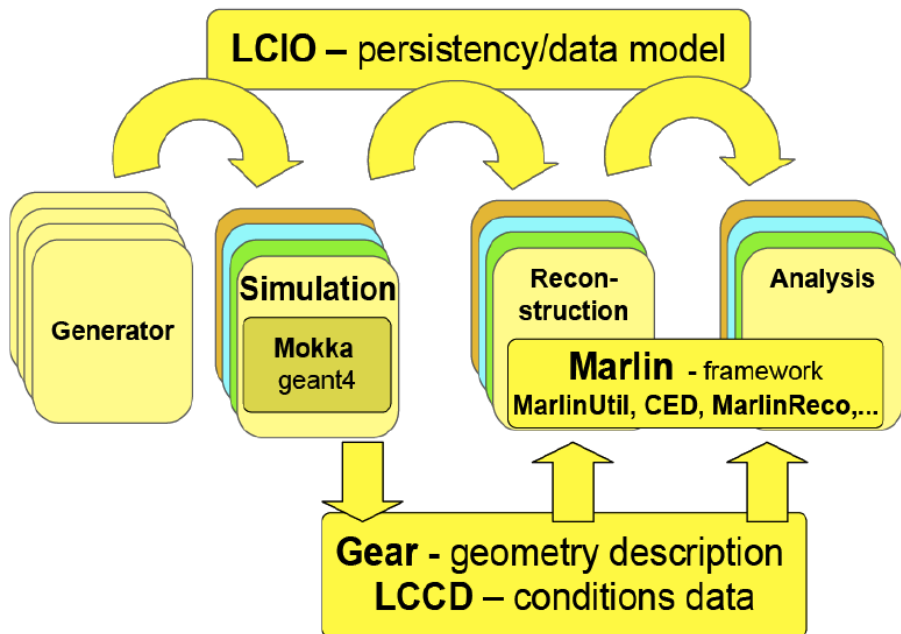 LCIO – persistency/data model
Generator
Simulation
Mokka
geant4
Recon-
struction
Analysis
Marlin - framework
MarlinUtil, CED, MarlinReco,...
Gear - geometry description
LCCD – conditions data